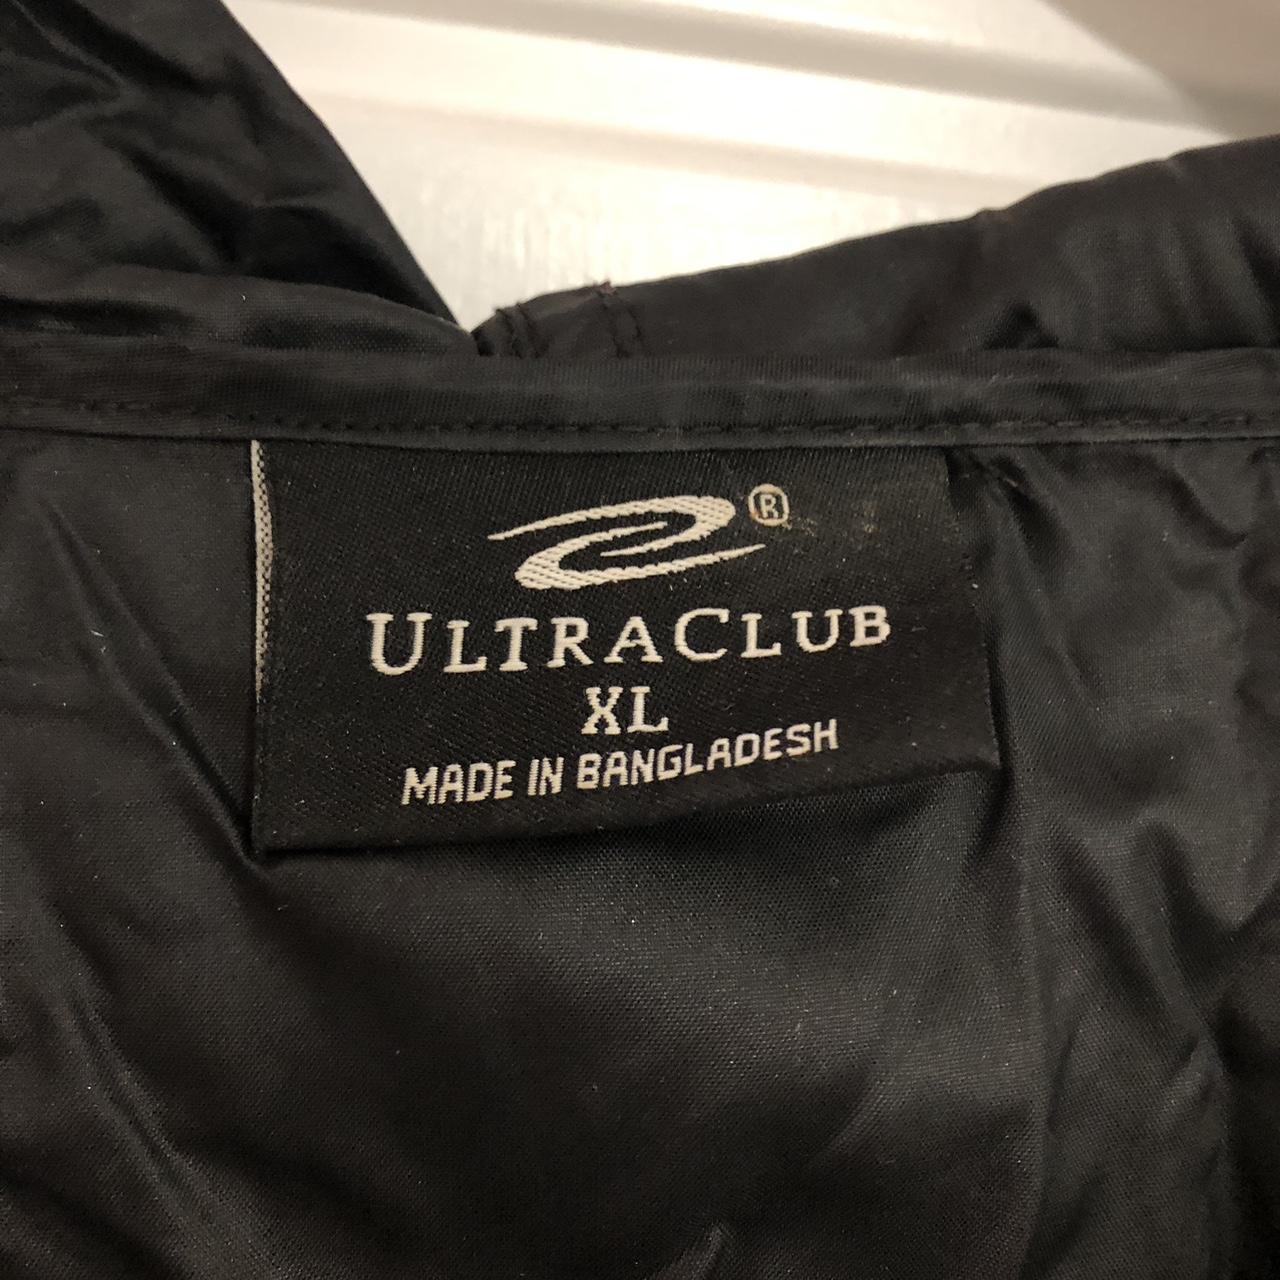 ®
ULTRACLUB
XL
MADE IN BANGLADESH